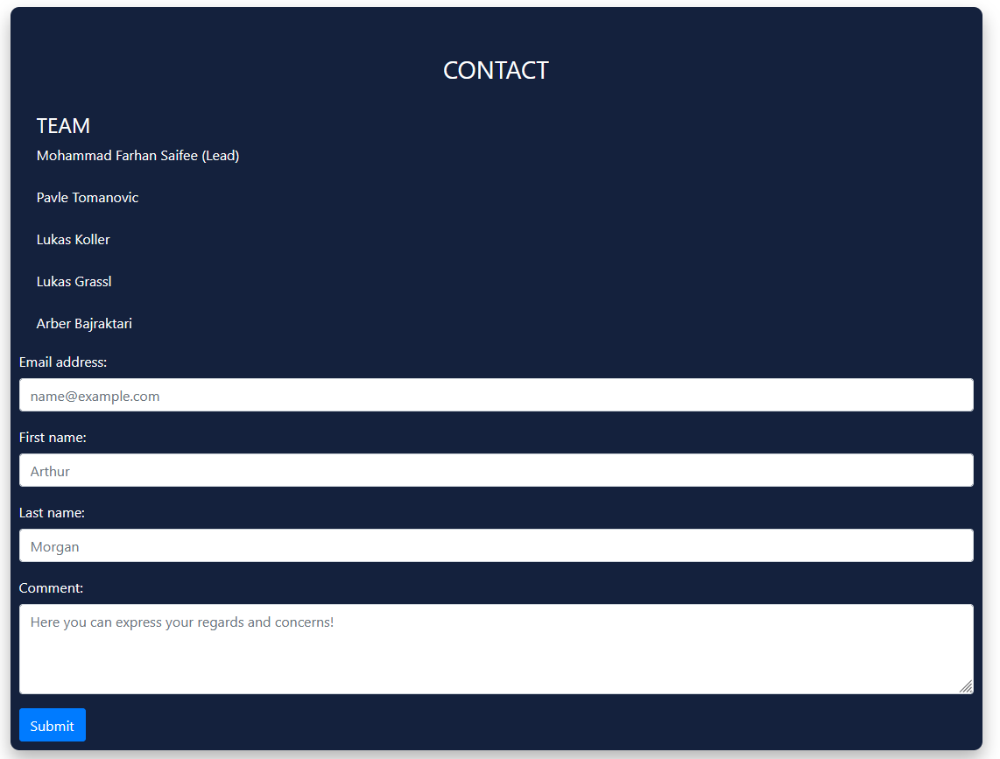 CONTACT
TEAM
Mohammad Farhan Saifee (Lead)
Pavle Tomanovic
Lukas Koller
Lukas Grassl
Arber Bajraktari
Email address:
name@example.com
First name:
Arthur
Last name:
Morgan
Comment:
Here you can express your regards and concerns!
Submit